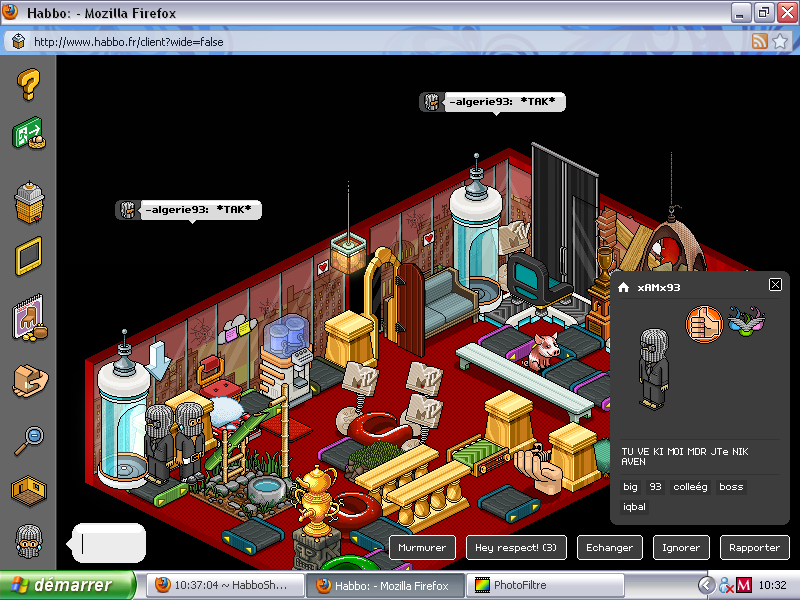 Habbo: - Mozilla Firefox
http://www.habbo.fr/client?wide=false
-algerie93: *TAK*
-algerie93: *TAK*
xAMx93
TU VE KI MOI MDR JTe NIK
AVEN
big 93 colleég boss
iqbal
Murmurer Hey respect! (3) Echanger Ignorer Rapporter
démarrer 10:37:04 ~ HabboSh... Habbo: - Mozilla Firefox PhotoFiltre 10:32